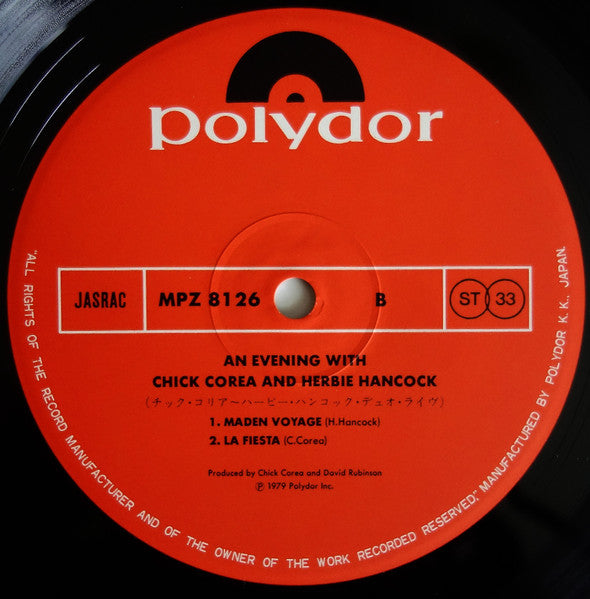 polydor
JASRAC MPZ 8126 B ST 33
AN EVENING WITH
CHICK COREA AND HERBIE HANCOCK
(チック・コリア〜ハービー・ハンコック・デュオ・ライヴ)
1. MADEN VOYAGE (H.Hancock)
2. LA FIESTA (C.Corea)
Produced by Chick Corea and David Robinson
Ⓟ 1979 Polydor Inc.
"ALL RIGHTS OF THE RECORD MANUFACTURER AND OF THE OWNER OF THE WORK RECORDED RESERVED" MANUFACTURED BY POLYDOR K.K., JAPAN.